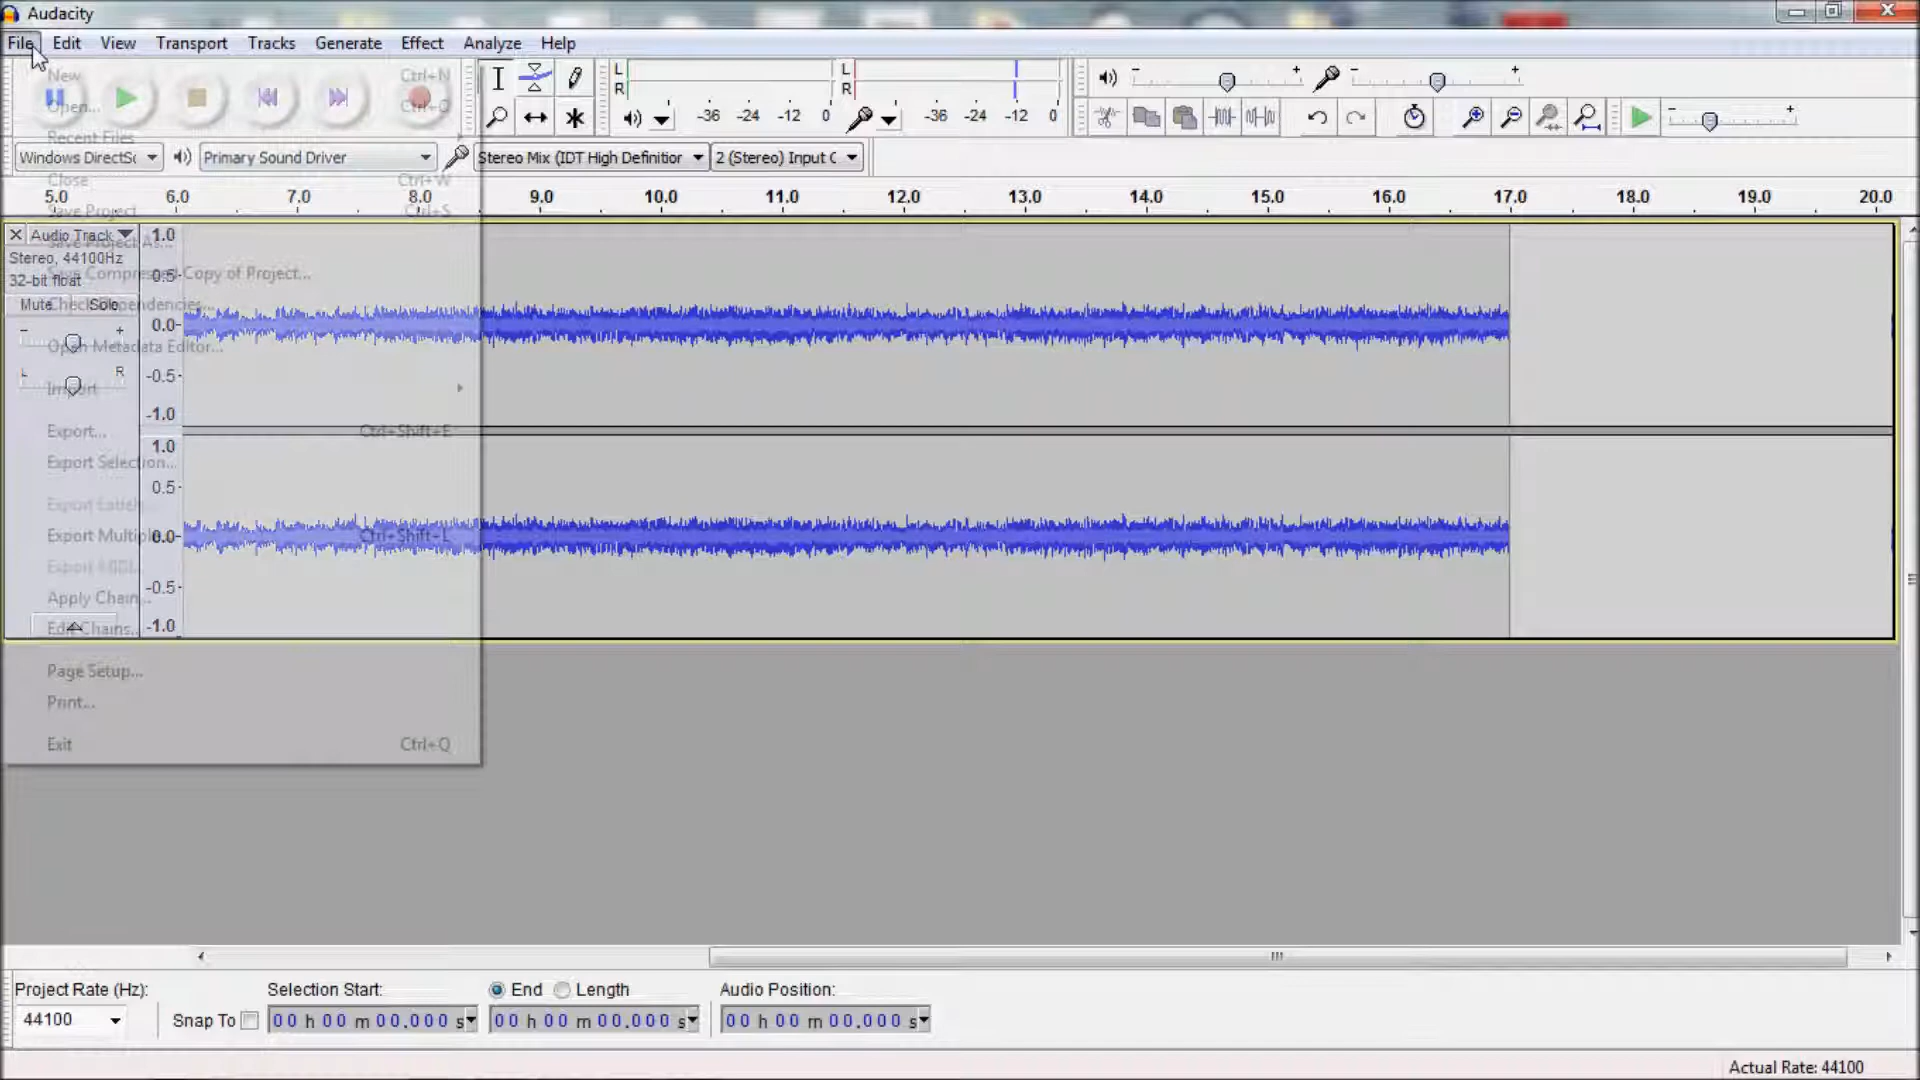 Audacity
File Edit View Transport Tracks Generate Effect Analyze Help
New Ctrl+N
Open... Ctrl+O
Recent Files
L R -36 -24 -12 0
L R -36 -24 -12 0
Windows DirectSo Primary Sound Driver Stereo Mix (IDT High Definition 2 (Stereo) Input C
Close Ctrl+W
5.0 6.0 7.0 8.0 9.0 10.0 11.0 12.0 13.0 14.0 15.0 16.0 17.0 18.0 19.0 20.0
Save Project Ctrl+S
Audio Track 1.0
Save Project As...
Stereo, 44100Hz
Save Compressed Copy of Project...
32-bit float 0.5
Mute Solo
Check Dependencies...
0.0
Open Metadata Editor...
L R -0.5
Import
-1.0
Export... Ctrl+Shift+E
1.0
Export Selection...
0.5
Export Labels...
Export Multiple... 0.0 Ctrl+Shift+L
Export MIDI...
-0.5
Apply Chain...
Edit Chains... -1.0
Page Setup...
Print...
Exit Ctrl+Q
Project Rate (Hz): Selection Start: End Length Audio Position:
44100 Snap To 00 h 00 m 00.000 s 00 h 00 m 00.000 s 00 h 00 m 00.000 s
Actual Rate: 44100